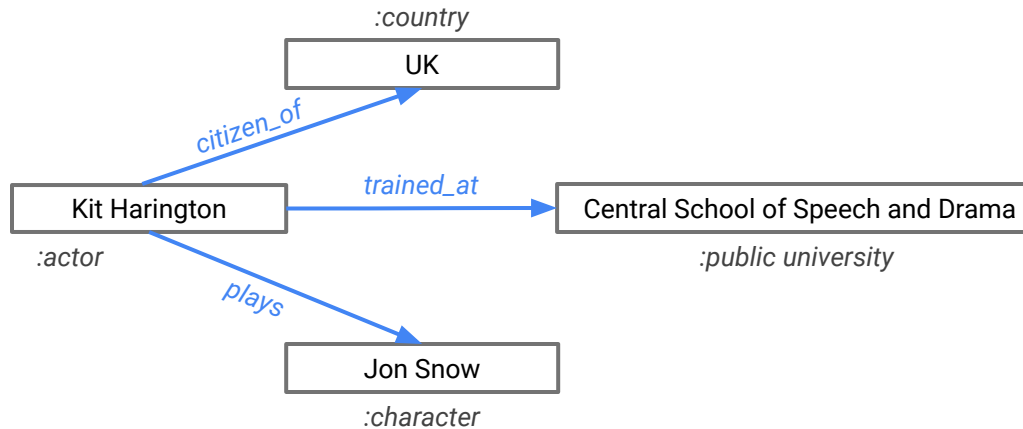 :country
UK
citizen_of
trained_at
Kit Harington
Central School of Speech and Drama
:actor
:public university
plays
Jon Snow
:character